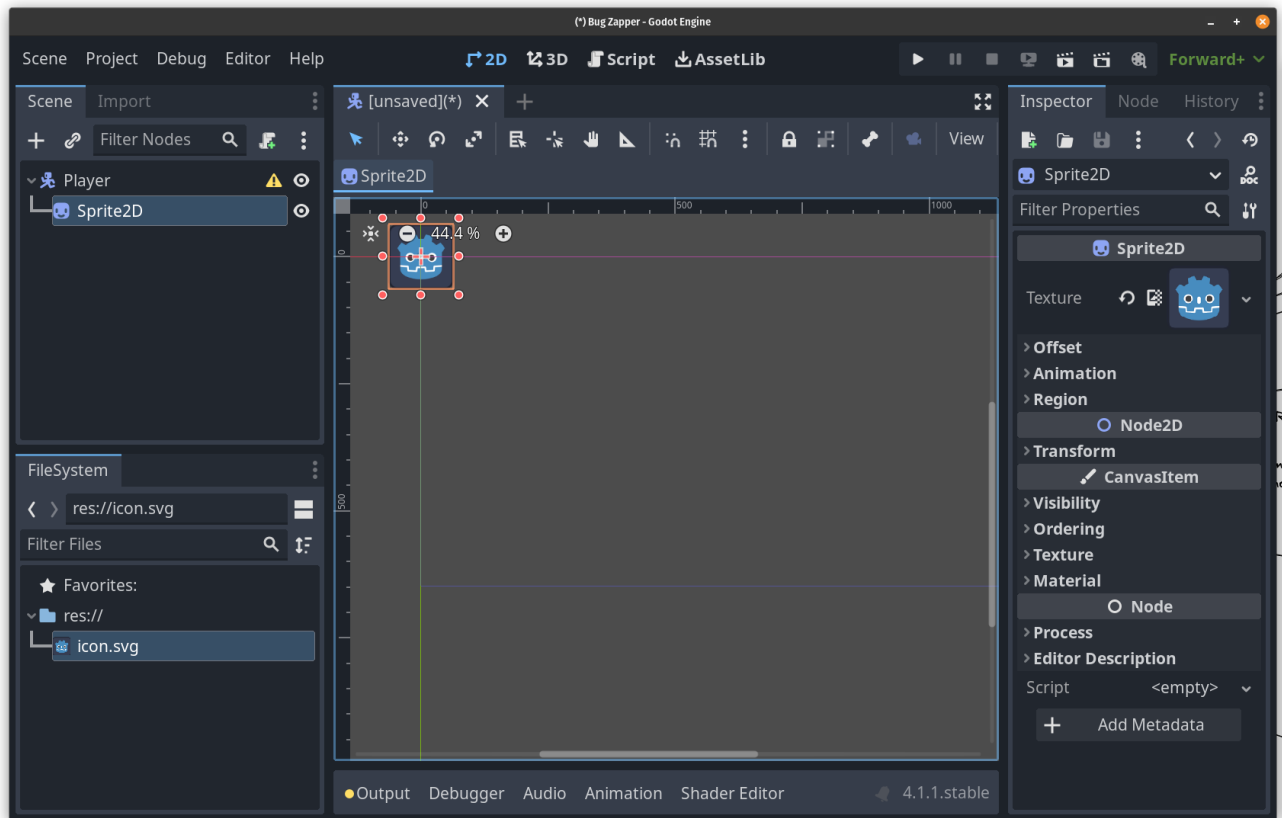 (*) Bug Zapper - Godot Engine
Scene Project Debug Editor Help
2D 3D Script AssetLib
Forward+
Scene Import
Filter Nodes
Player
Sprite2D
FileSystem
res://icon.svg
Filter Files
Favorites:
res://
icon.svg
[unsaved](*)
View
Sprite2D
0 500 1000
44.4 %
0
500
Output Debugger Audio Animation Shader Editor 4.1.1.stable
Inspector Node History
Sprite2D
DOC
Filter Properties
Sprite2D
Texture
Offset
Animation
Region
Node2D
Transform
CanvasItem
Visibility
Ordering
Texture
Material
Node
Process
Editor Description
Script <empty>
Add Metadata